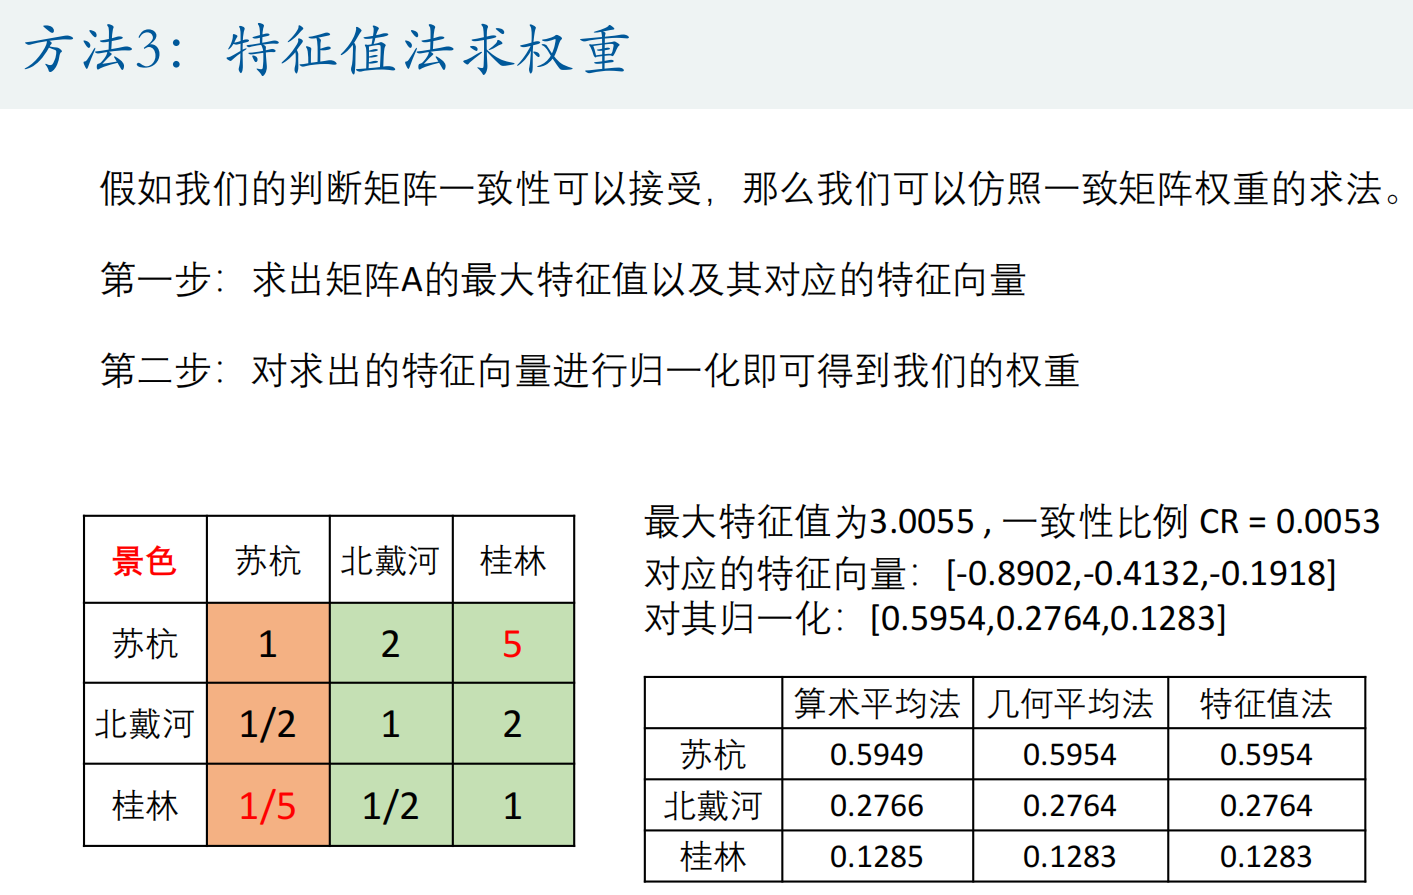 方法3：特征值法求权重
假如我们的判断矩阵一致性可以接受，那么我们可以仿照一致矩阵权重的求法。
第一步：求出矩阵A的最大特征值以及其对应的特征向量
第二步：对求出的特征向量进行归一化即可得到我们的权重
景色 苏杭 北戴河 桂林
苏杭 1 2 5
北戴河 1/2 1 2
桂林 1/5 1/2 1
最大特征值为3.0055 , 一致性比例 CR = 0.0053
对应的特征向量：[-0.8902,-0.4132,-0.1918]
对其归一化：[0.5954,0.2764,0.1283]
算术平均法 几何平均法 特征值法
苏杭 0.5949 0.5954 0.5954
北戴河 0.2766 0.2764 0.2764
桂林 0.1285 0.1283 0.1283